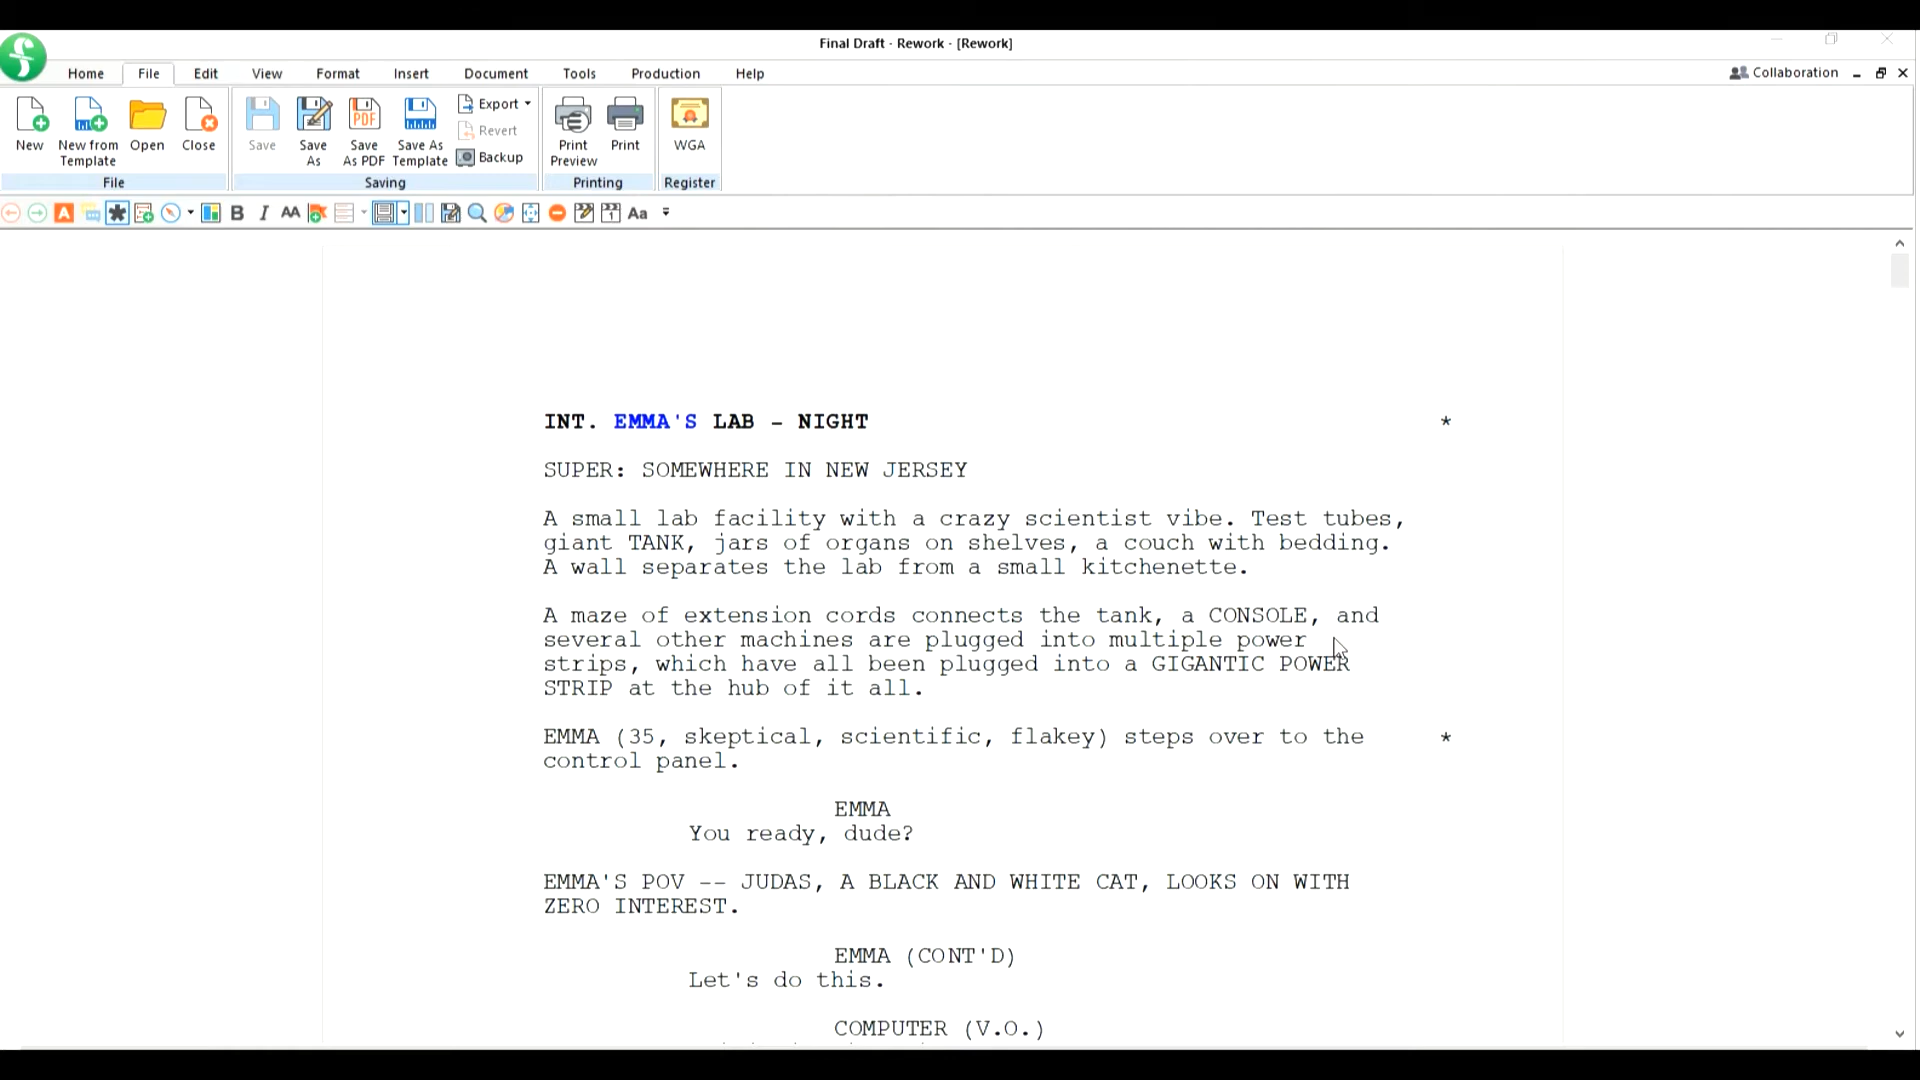 Final Draft - Rework - [Rework]
Home File Edit View Format Insert Document Tools Production Help
Collaboration
New
New from Template
Open
Close
Save
Save As
Save As PDF
Save As Template
Export
Revert
Backup
Print Preview
Print
WGA
File
Saving
Printing
Register
INT. EMMA'S LAB - NIGHT *
SUPER: SOMEWHERE IN NEW JERSEY
A small lab facility with a crazy scientist vibe. Test tubes,
giant TANK, jars of organs on shelves, a couch with bedding.
A wall separates the lab from a small kitchenette.
A maze of extension cords connects the tank, a CONSOLE, and
several other machines are plugged into multiple power
strips, which have all been plugged into a GIGANTIC POWER
STRIP at the hub of it all.
EMMA (35, skeptical, scientific, flakey) steps over to the *
control panel.
EMMA
You ready, dude?
EMMA'S POV -- JUDAS, A BLACK AND WHITE CAT, LOOKS ON WITH
ZERO INTEREST.
EMMA (CONT'D)
Let's do this.
COMPUTER (V.O.)